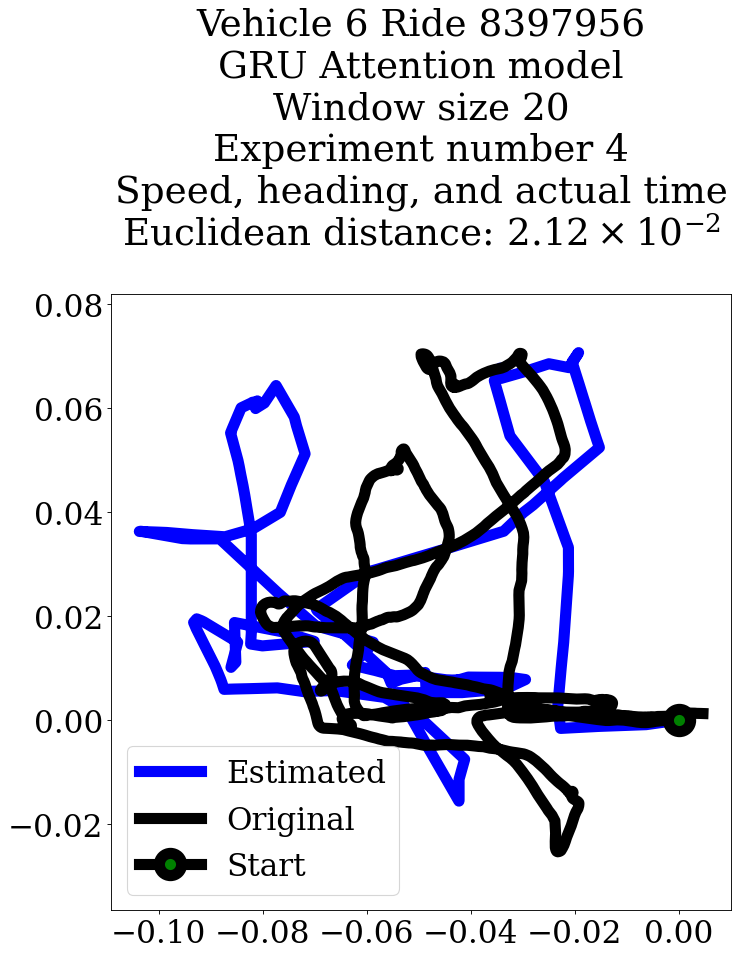 Vehicle 6 Ride 8397956
GRU Attention model
Window size 20
Experiment number 4
Speed, heading, and actual time
Euclidean distance: 2.12 × 10⁻²
0.08
0.06
0.04
0.02
0.00
−0.02
Estimated
Original
Start
−0.10 −0.08 −0.06 −0.04 −0.02 0.00